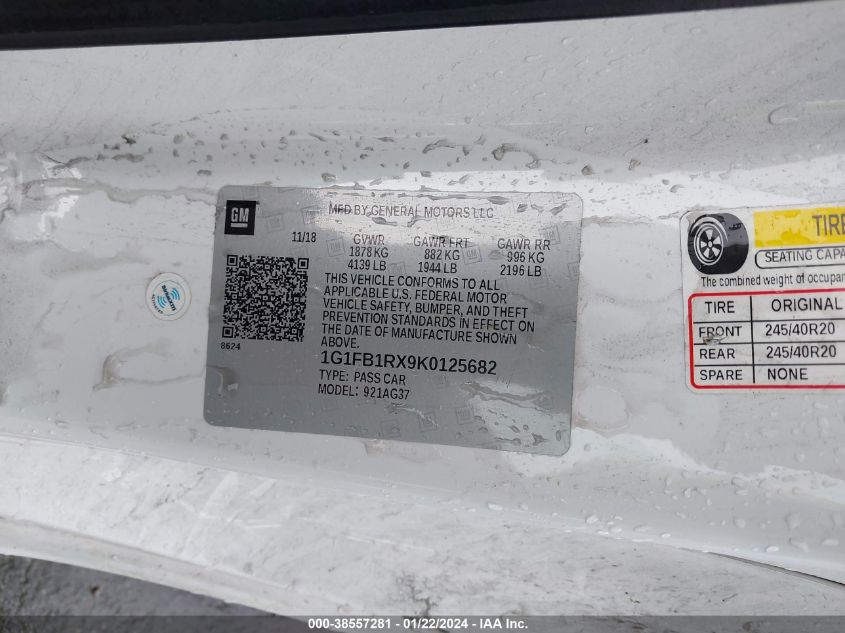 GM
MFD BY GENERAL MOTORS LLC
11/18
GVWR GAWR FRT GAWR RR
1878 KG 882 KG 996 KG
4139 LB 1944 LB 2196 LB
THIS VEHICLE CONFORMS TO ALL
APPLICABLE U.S. FEDERAL MOTOR
VEHICLE SAFETY, BUMPER, AND THEFT
PREVENTION STANDARDS IN EFFECT ON
THE DATE OF MANUFACTURE SHOWN
ABOVE.
8624
1G1FB1RX9K0125682
TYPE: PASS CAR
MODEL: 921AG37
TIRE
SEATING CAPA
The combined weight of occupan
TIRE ORIGINAL
FRONT 245/40R20
REAR 245/40R20
SPARE NONE
000-38557281 - 01/22/2024 - IAA Inc.